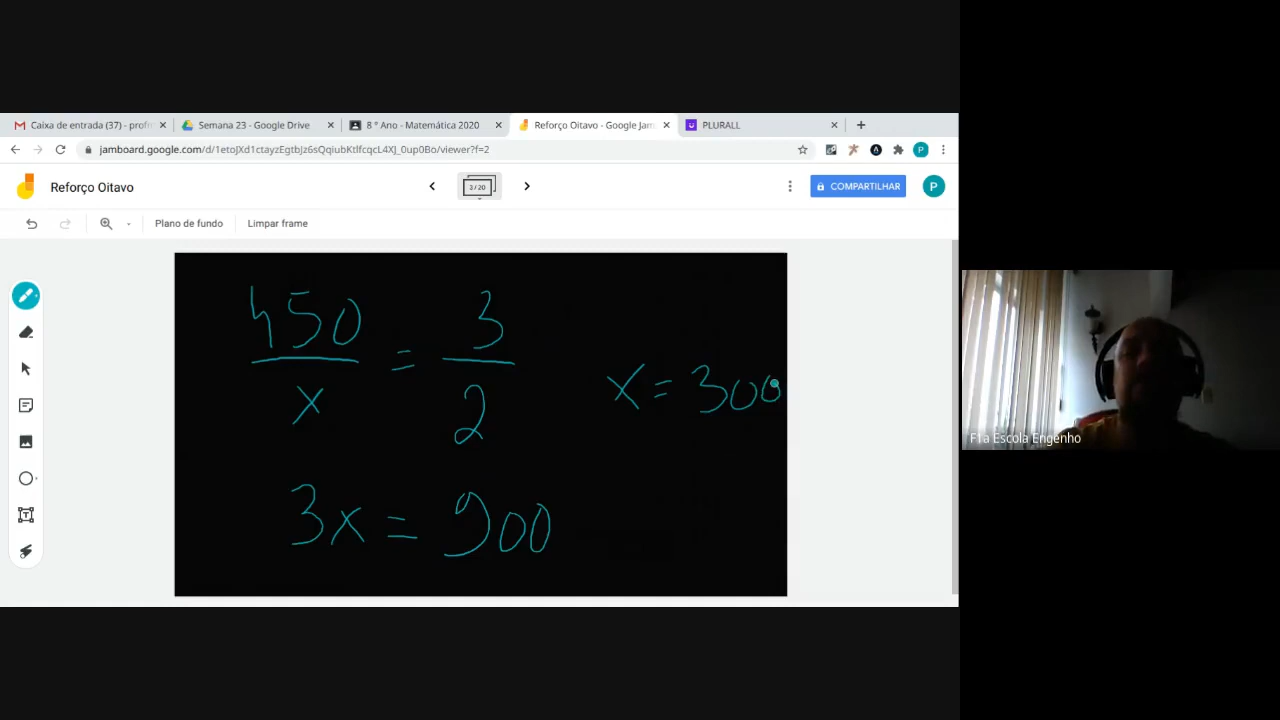 Caixa de entrada (37) - profm
Semana 23 - Google Drive
8 º Ano - Matemática 2020
Reforço Oitavo - Google Jam
PLURALL
jamboard.google.com/d/1etoJXd1ctayzEgtbJz6sQqiubKtlfcqcL4XJ_0up0Bo/viewer?f=2
Reforço Oitavo
3 / 20
COMPARTILHAR
P
P
Plano de fundo
Limpar frame
450/x = 3/2
x = 300
3x = 900
F1a Escola Engenho